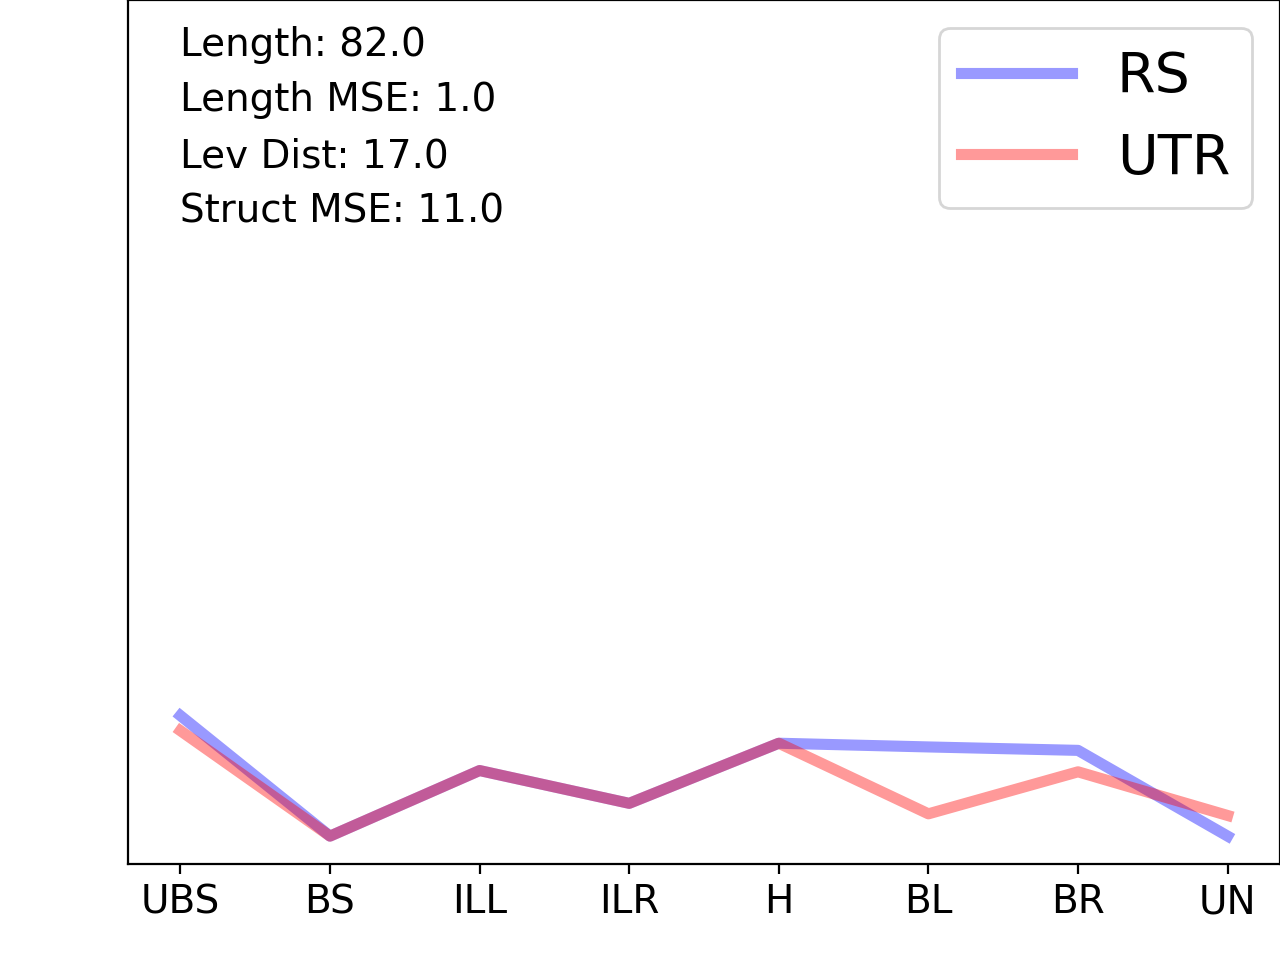 Length: 82.0
Length MSE: 1.0
Lev Dist: 17.0
Struct MSE: 11.0
RS
UTR
UBS BS ILL ILR H BL BR UN